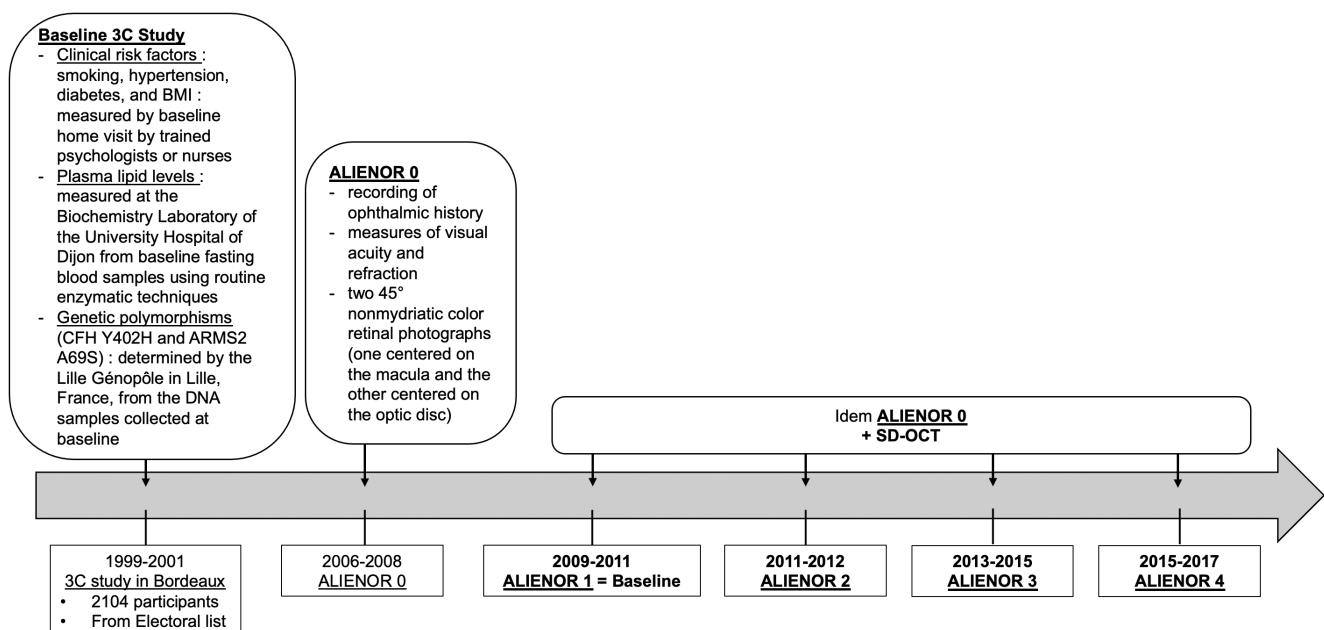 Baseline 3C Study
- Clinical risk factors :
smoking, hypertension,
diabetes, and BMI :
measured by baseline
home visit by trained
psychologists or nurses
- Plasma lipid levels :
measured at the
Biochemistry Laboratory of
the University Hospital of
Dijon from baseline fasting
blood samples using routine
enzymatic techniques
- Genetic polymorphisms
(CFH Y402H and ARMS2
A69S) : determined by the
Lille Génopôle in Lille,
France, from the DNA
samples collected at
baseline
ALIENOR 0
- recording of
ophthalmic history
- measures of visual
acuity and
refraction
- two 45°
nonmydriatic color
retinal photographs
(one centered on
the macula and the
other centered on
the optic disc)
Idem ALIENOR 0
+ SD-OCT
1999-2001
3C study in Bordeaux
• 2104 participants
• From Electoral list
2006-2008
ALIENOR 0
2009-2011
ALIENOR 1 = Baseline
2011-2012
ALIENOR 2
2013-2015
ALIENOR 3
2015-2017
ALIENOR 4